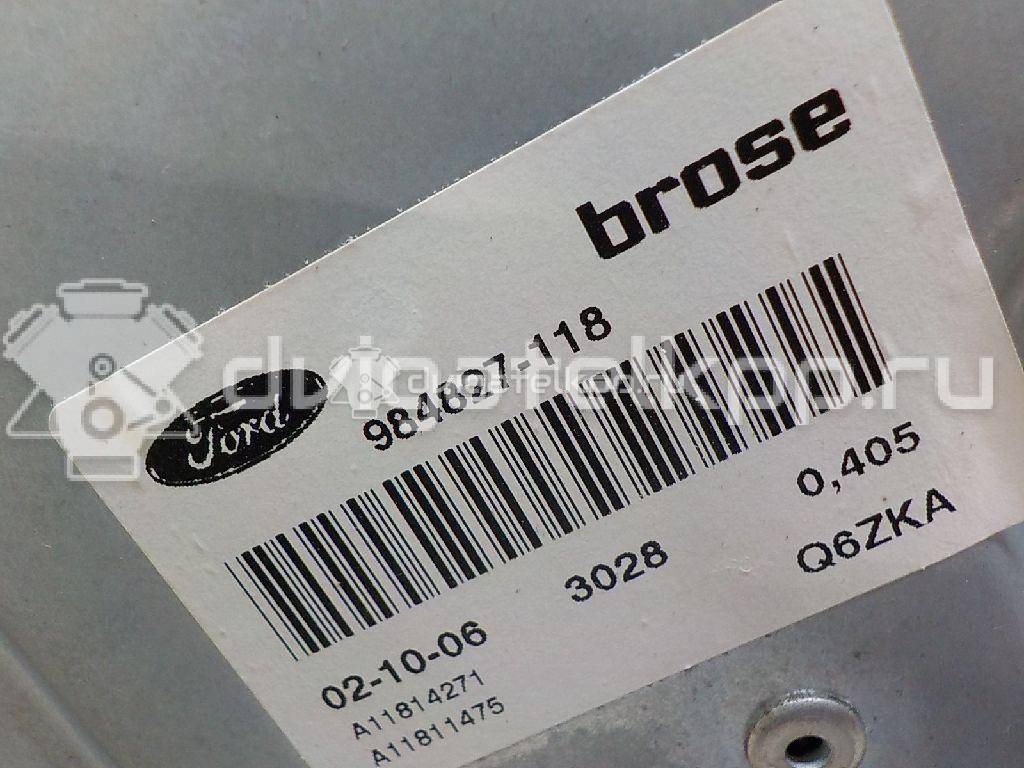 brose
Ford
984827-118
0,405
3028
Q6ZKA
02-10-06
A11814271
A11811475